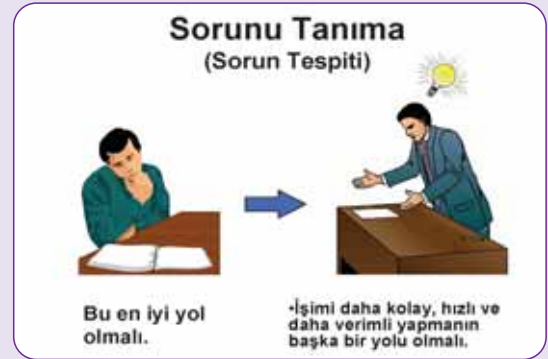 Sorunu Tanıma
(Sorun Tespiti)
Bu en iyi yol
olmalı.
•İşimi daha kolay, hızlı ve
daha verimli yapmanın
başka bir yolu olmalı.